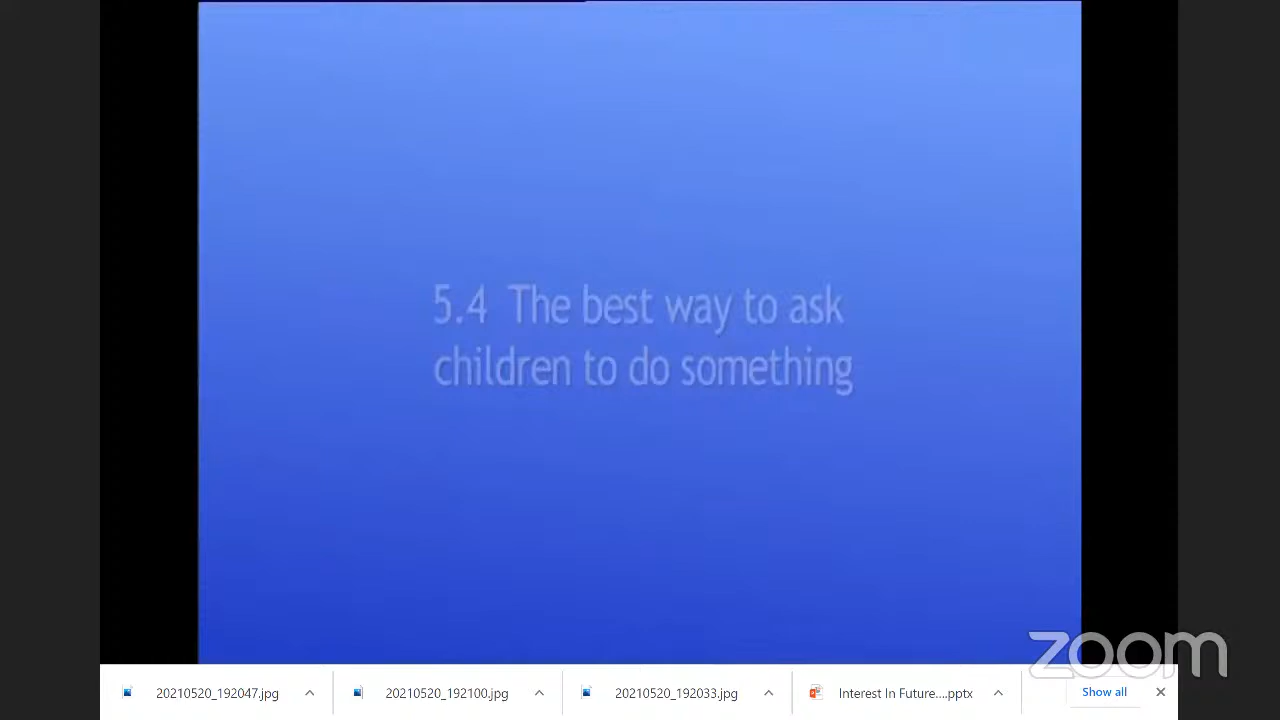 5.4 The best way to ask
children to do something
zoom
20210520_192047.jpg
20210520_192100.jpg
20210520_192033.jpg
Interest In Future....pptx
Show all